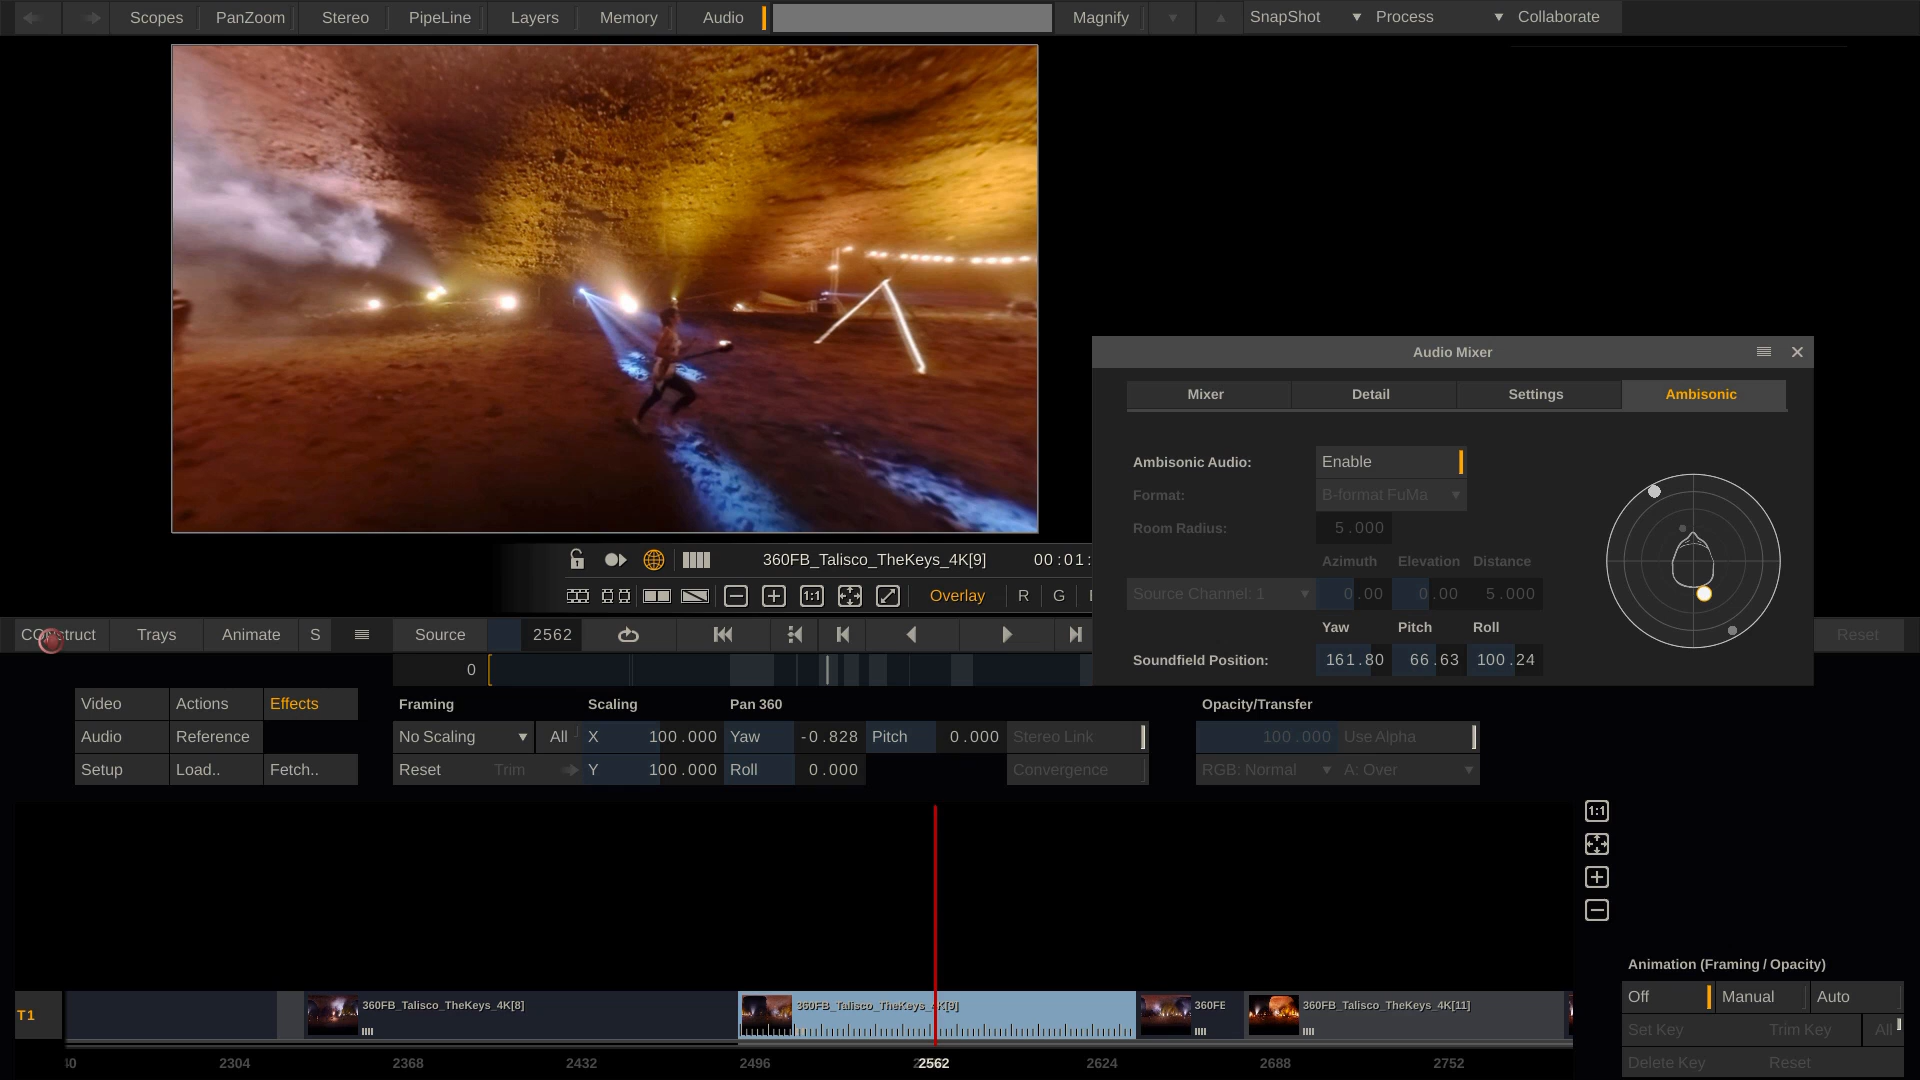 Scopes PanZoom Stereo PipeLine Layers Memory Audio Magnify SnapShot Process Collaborate
Audio Mixer
Mixer Detail Settings Ambisonic
Ambisonic Audio: Enable
Format: B-format FuMa
Room Radius: 5.000
Azimuth Elevation Distance
Source Channel: 1 0.00 0.00 5.000
Yaw Pitch Roll
Soundfield Position: 161.80 66.63 100.24
360FB_Talisco_TheKeys_4K[9] 00:01:
1:1 Overlay R G
COnstruct Trays Animate S Source 2562 Reset
0
Video Actions Effects
Audio Reference
Setup Load.. Fetch..
Framing Scaling Pan 360 Opacity/Transfer
No Scaling All X 100.000 Yaw -0.828 Pitch 0.000 Stereo Link 100.000 Use Alpha
Reset Trim Y 100.000 Roll 0.000 Convergence RGB: Normal A: Over
1:1
Animation (Framing / Opacity)
Off Manual Auto
Set Key Trim Key All
Delete Key Reset
T1 360FB_Talisco_TheKeys_4K[8] 360FB_Talisco_TheKeys_4K[9] 360FE 360FB_Talisco_TheKeys_4K[11]
2304 2368 2432 2496 2562 2624 2688 2752